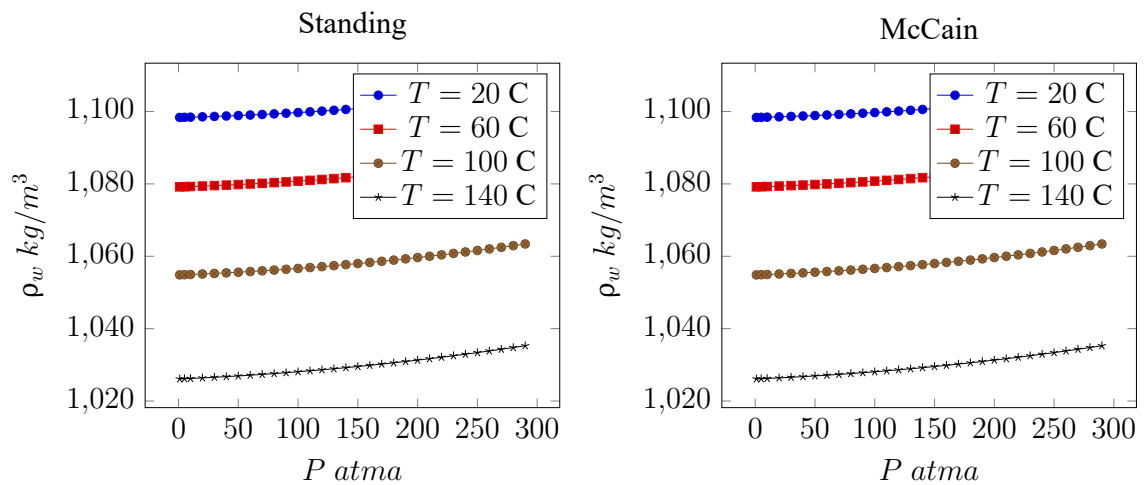 Standing
1,100
1,080
1,060
1,040
1,020
0 50 100 150 200 250 300
P atma
ρw kg/m³
T = 20 C
T = 60 C
T = 100 C
T = 140 C
McCain
1,100
1,080
1,060
1,040
1,020
0 50 100 150 200 250 300
P atma
ρw kg/m³
T = 20 C
T = 60 C
T = 100 C
T = 140 C